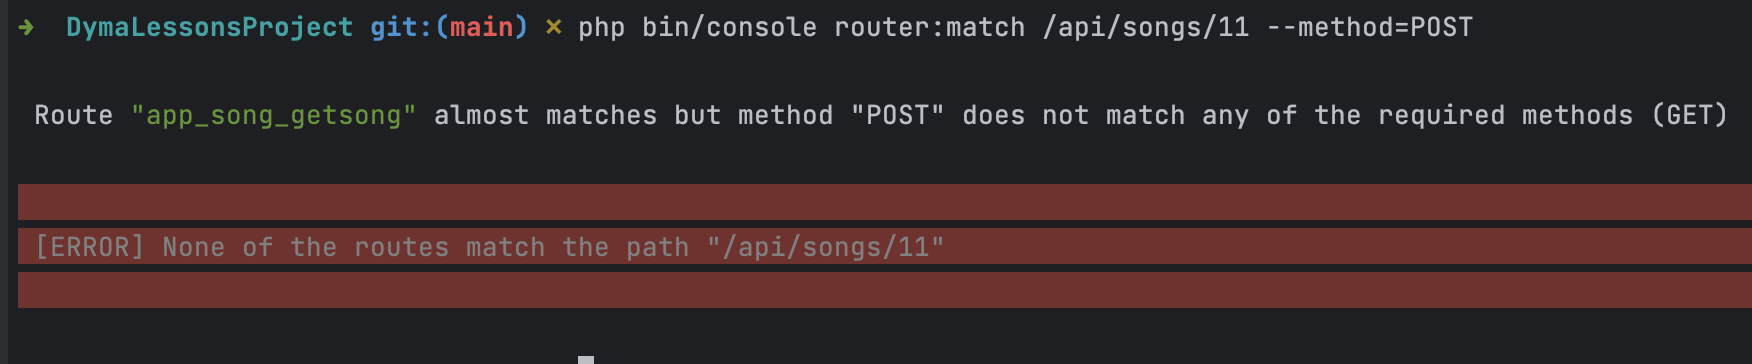 ➜  DymaLessonsProject git:(main) ✗ php bin/console router:match /api/songs/11 --method=POST
Route "app_song_getsong" almost matches but method "POST" does not match any of the required methods (GET)
[ERROR] None of the routes match the path "/api/songs/11"